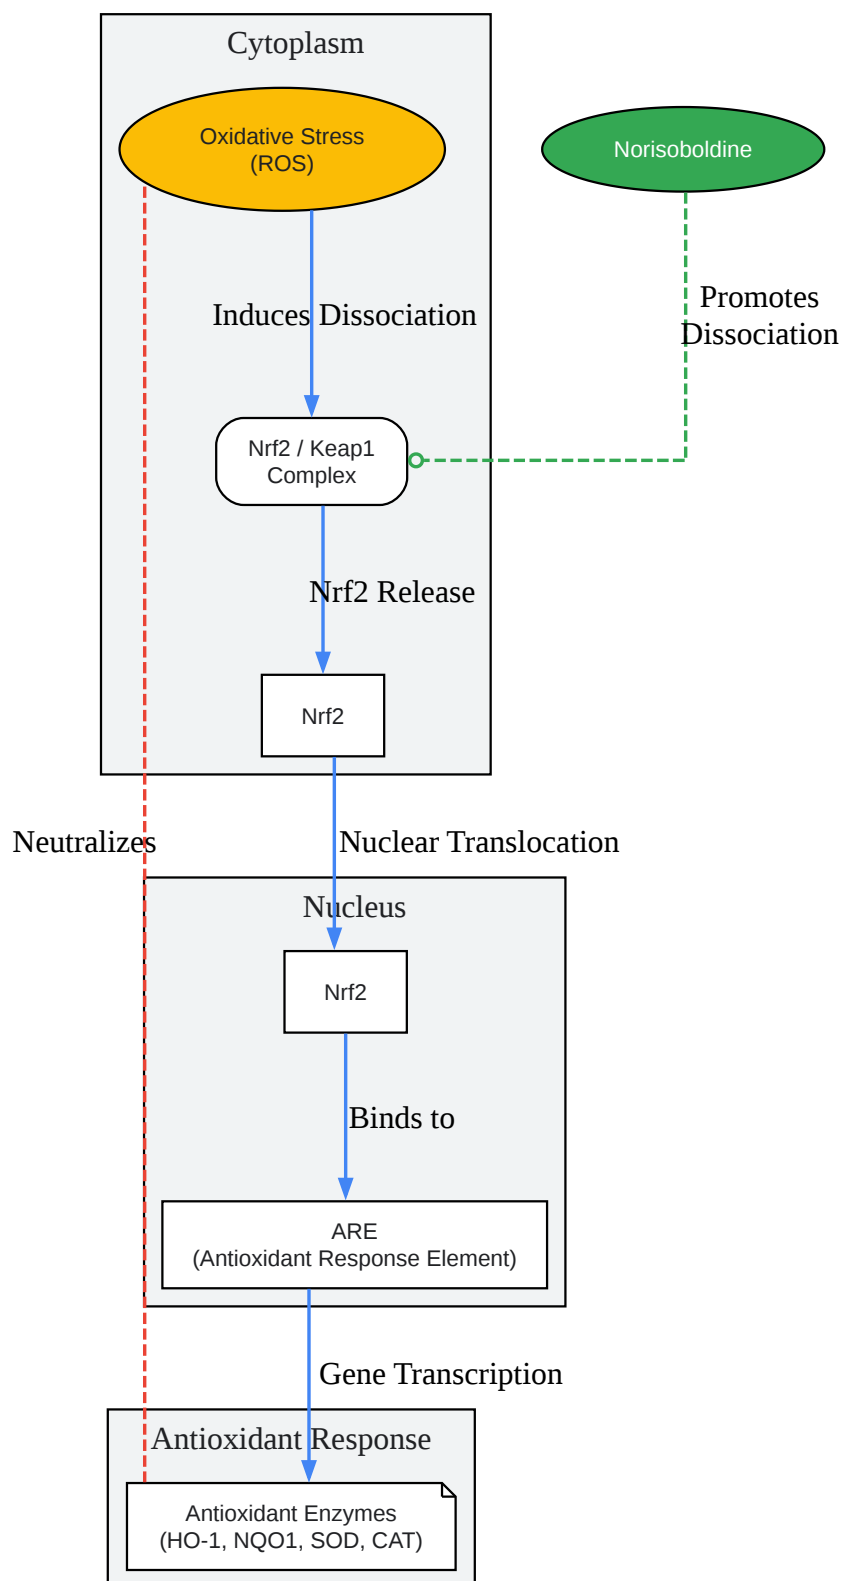 Cytoplasm
Oxidative Stress
(ROS)
Norisoboldine
Induces Dissociation
Promotes
Dissociation
Nrf2 / Keap1
Complex
Nrf2 Release
Nrf2
Neutralizes
Nuclear Translocation
Nucleus
Nrf2
Binds to
ARE
(Antioxidant Response Element)
Gene Transcription
Antioxidant Response
Antioxidant Enzymes
(HO-1, NQO1, SOD, CAT)